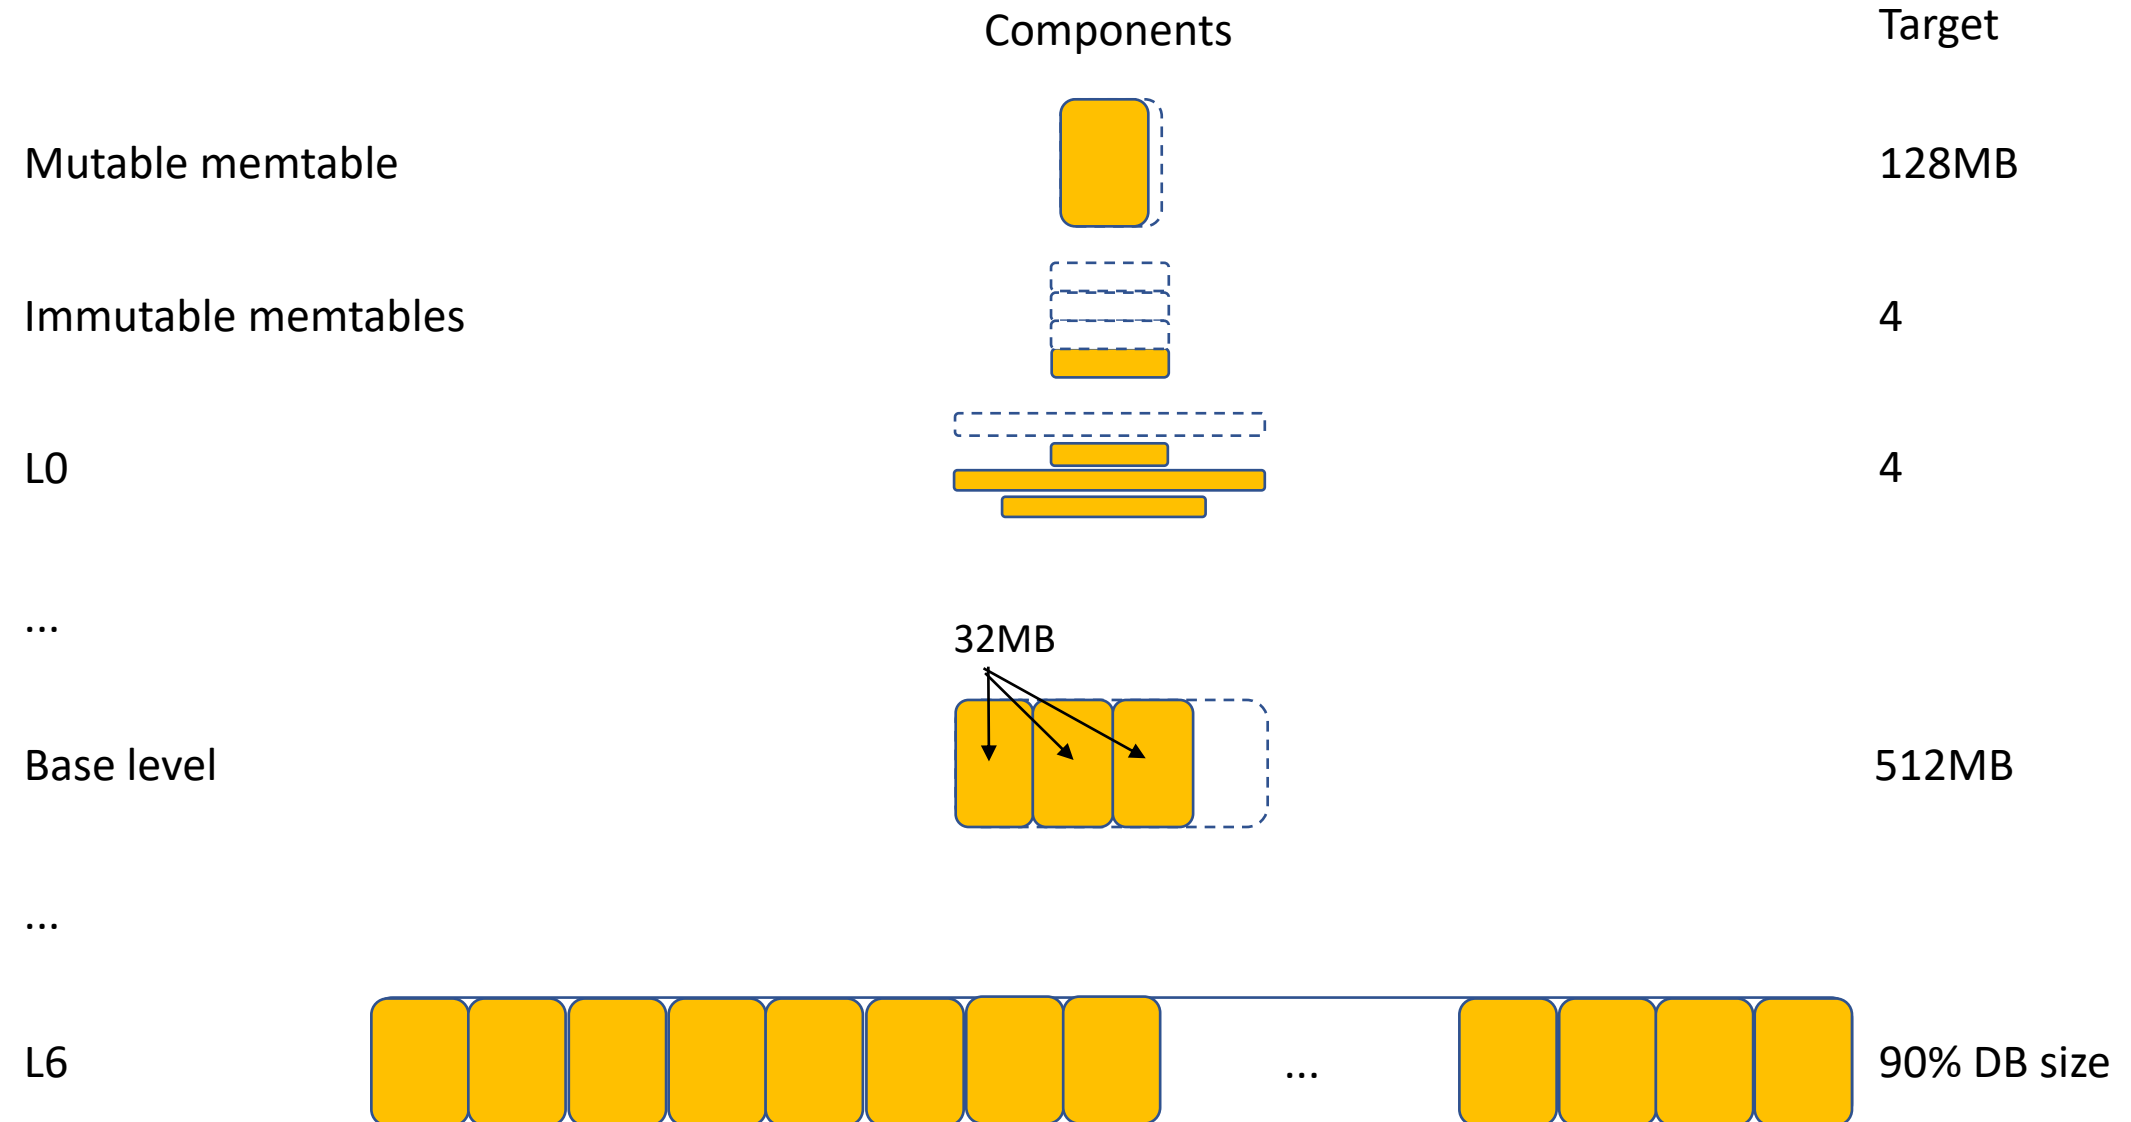 Components
Target
Mutable memtable
128MB
Immutable memtables
4
L0
4
...
32MB
Base level
512MB
...
L6
...
90% DB size